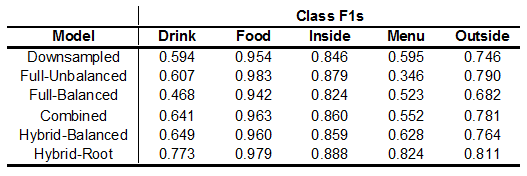 Class F1s
Model Drink Food Inside Menu Outside
Downsampled 0.594 0.954 0.846 0.595 0.746
Full-Unbalanced 0.607 0.983 0.879 0.346 0.790
Full-Balanced 0.468 0.942 0.824 0.523 0.682
Combined 0.641 0.963 0.860 0.552 0.781
Hybrid-Balanced 0.649 0.960 0.859 0.628 0.764
Hybrid-Root 0.773 0.979 0.888 0.824 0.811